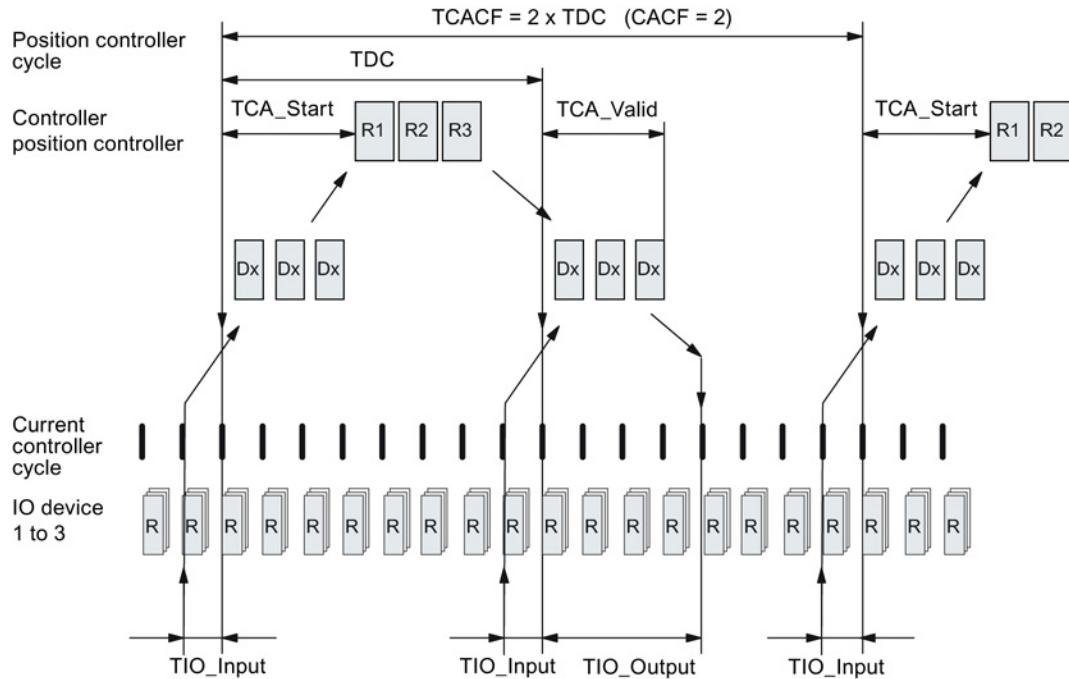 TCACF = 2 x TDC (CACF = 2)
Position controller
cycle
TDC
TCA_Start
TCA_Valid
TCA_Start
Controller
position controller
R1 R2 R3
R1 R2
Dx Dx Dx
Dx Dx Dx
Dx Dx Dx
Current
controller
cycle
IO device
1 to 3
R R R R R R R R R R R R R R R R R R R R R
TIO_Input
TIO_Input
TIO_Output
TIO_Input